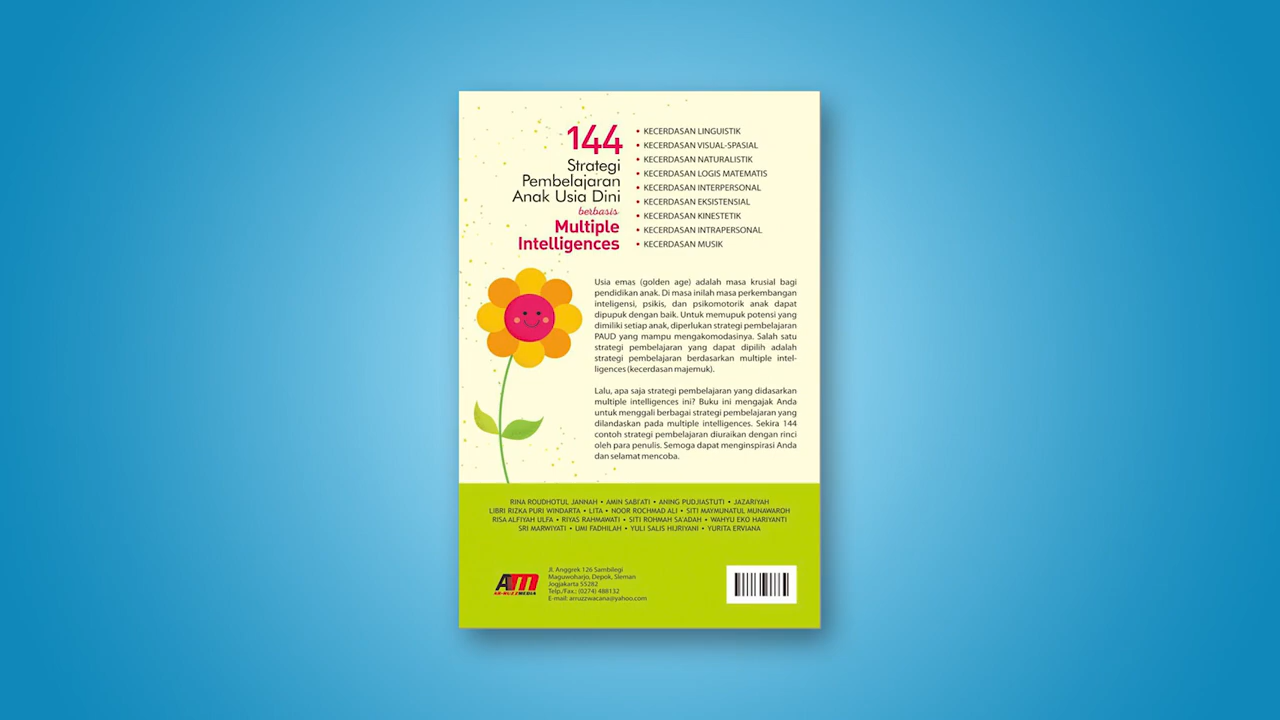 144
Strategi
Pembelajaran
Anak Usia Dini
berbasis
Multiple
Intelligences
• KECERDASAN LINGUISTIK
• KECERDASAN VISUAL-SPASIAL
• KECERDASAN NATURALISTIK
• KECERDASAN LOGIS MATEMATIS
• KECERDASAN INTERPERSONAL
• KECERDASAN EKSISTENSIAL
• KECERDASAN KINESTETIK
• KECERDASAN INTRAPERSONAL
• KECERDASAN MUSIK
Usia emas (golden age) adalah masa krusial bagi
pendidikan anak. Di masa inilah masa perkembangan
inteligensi, psikis, dan psikomotorik anak dapat
dipupuk dengan baik. Untuk memupuk potensi yang
dimiliki setiap anak, diperlukan strategi pembelajaran
PAUD yang mampu mengakomodasinya. Salah satu
strategi pembelajaran yang dapat dipilih adalah
strategi pembelajaran berdasarkan multiple intel-
ligences (kecerdasan majemuk).
Lalu, apa saja strategi pembelajaran yang didasarkan
multiple intelligences ini? Buku ini mengajak Anda
untuk menggali berbagai strategi pembelajaran yang
dilandaskan pada multiple intelligences. Sekira 144
contoh strategi pembelajaran diuraikan dengan rinci
oleh para penulis. Semoga dapat menginspirasi Anda
dan selamat mencoba.
RINA ROUDHOTUL JANNAH • AMIN SABI'ATI • ANING PUDJIASTUTI • JAZARIYAH
LIBRI RIZKA PURI WINDARTA • LITA • NOOR ROCHMAD ALI • SITI MAYMUNATUL MUNAWAROH
RISA ALFIYAH ULFA • RIYAS RAHMAWATI • SITI ROHMAH SA'ADAH • WAHYU EKO HARIYANTI
SRI MARWIYATI • UMI FADHILAH • YULI SALIS HIJRIYANI • YURITA ERVIANA
AM
AR-RUZZ MEDIA
Jl. Anggrek 126 Sambilegi
Maguwoharjo, Depok, Sleman
Jogjakarta 55282
Telp./Fax.: (0274) 488132
E-mail: arruzzwacana@yahoo.com